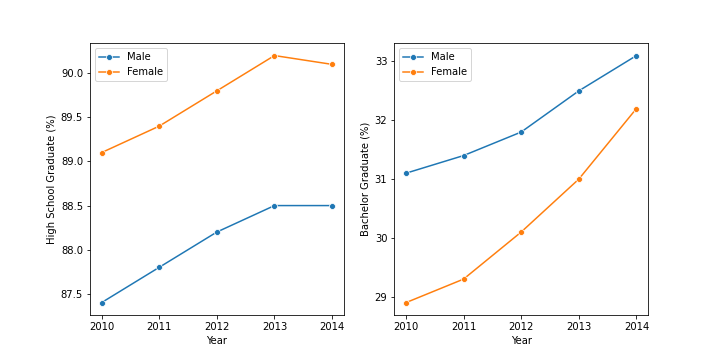 Male
Female
High School Graduate (%)
90.0
89.5
89.0
88.5
88.0
87.5
2010 2011 2012 2013 2014
Year
Male
Female
Bachelor Graduate (%)
33
32
31
30
29
2010 2011 2012 2013 2014
Year